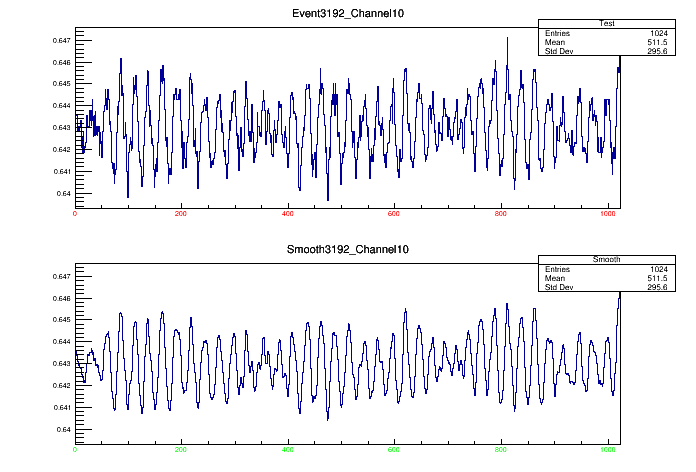 Event3192_Channel10
Test
Entries 1024
Mean 511.5
Std Dev 295.6
0.647
0.646
0.645
0.644
0.643
0.642
0.641
0.64
0 200 400 600 800 1000
Smooth3192_Channel10
Smooth
Entries 1024
Mean 511.5
Std Dev 295.6
0.647
0.646
0.645
0.644
0.643
0.642
0.641
0.64
0 200 400 600 800 1000